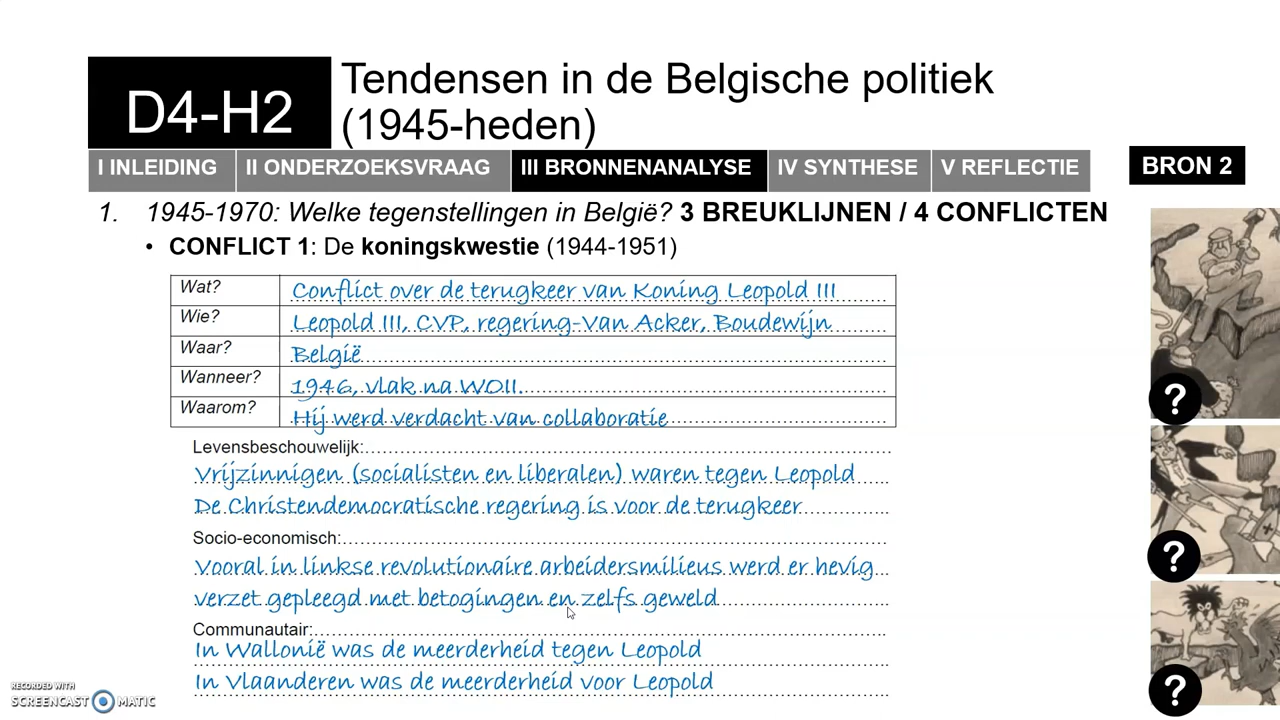 D4-H2
Tendensen in de Belgische politiek
(1945-heden)
I INLEIDING II ONDERZOEKSVRAAG III BRONNENANALYSE IV SYNTHESE V REFLECTIE
BRON 2
1. 1945-1970: Welke tegenstellingen in België? 3 BREUKLIJNEN / 4 CONFLICTEN
• CONFLICT 1: De koningskwestie (1944-1951)
Wat? Conflict over de terugkeer van Koning Leopold III
Wie? Leopold III, CVP, regering-Van Acker, Boudewijn
Waar? België
Wanneer? 1946, vlak na WOII.
Waarom? Hij werd verdacht van collaboratie
Levensbeschouwelijk:
Vrijzinnigen (socialisten en liberalen) waren tegen Leopold
De Christendemocratische regering is voor de terugkeer
Socio-economisch:
Vooral in linkse revolutionaire arbeidersmilieus werd er hevig
verzet gepleegd met betogingen en zelfs geweld
Communautair:
In Wallonië was de meerderheid tegen Leopold
In Vlaanderen was de meerderheid voor Leopold
?
?
?
RECORDED WITH
SCREENCAST MATIC